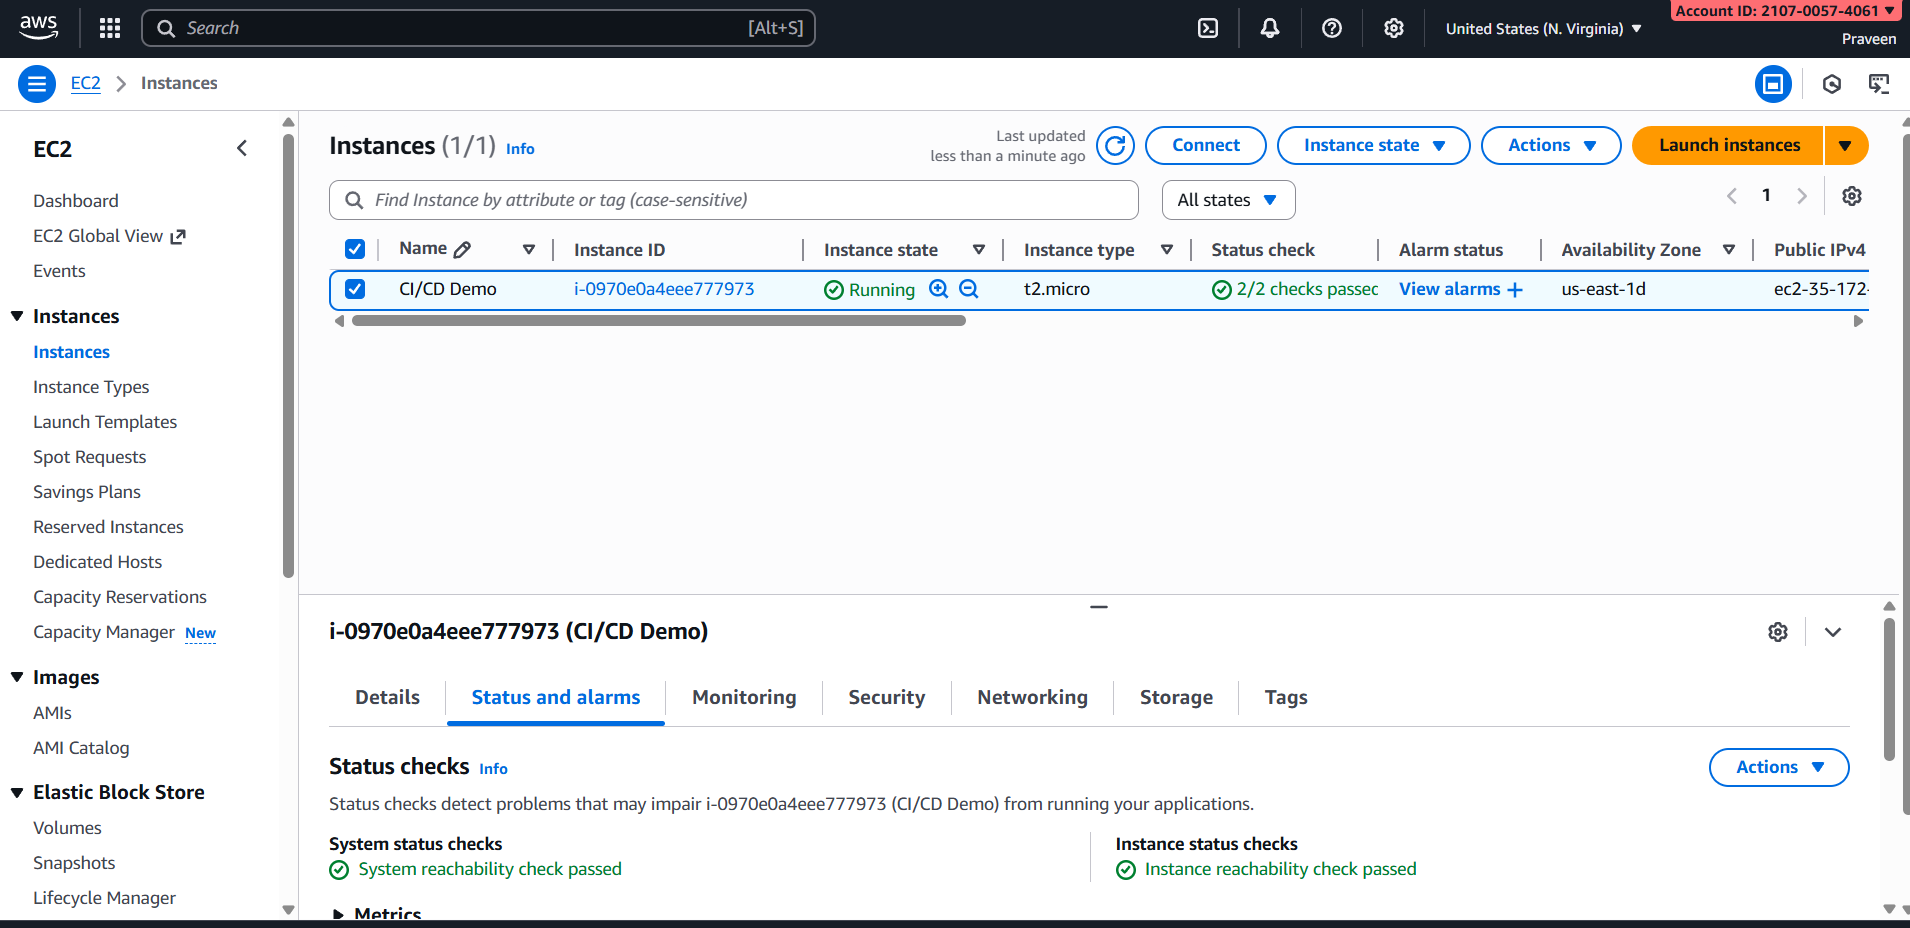 aws
Search [Alt+S]
United States (N. Virginia)
Account ID: 2107-0057-4061
Praveen
EC2 Instances
EC2
Dashboard
EC2 Global View
Events
Instances
Instances
Instance Types
Launch Templates
Spot Requests
Savings Plans
Reserved Instances
Dedicated Hosts
Capacity Reservations
Capacity Manager New
Images
AMIs
AMI Catalog
Elastic Block Store
Volumes
Snapshots
Lifecycle Manager
Instances (1/1) Info
Last updated
less than a minute ago
Connect Instance state Actions Launch instances
Find Instance by attribute or tag (case-sensitive) All states 1
Name Instance ID Instance state Instance type Status check Alarm status Availability Zone Public IPv4
CI/CD Demo i-0970e0a4eee777973 Running t2.micro 2/2 checks passed View alarms us-east-1d ec2-35-172-
i-0970e0a4eee777973 (CI/CD Demo)
Details Status and alarms Monitoring Security Networking Storage Tags
Status checks Info
Actions
Status checks detect problems that may impair i-0970e0a4eee777973 (CI/CD Demo) from running your applications.
System status checks
System reachability check passed
Instance status checks
Instance reachability check passed
Metrics